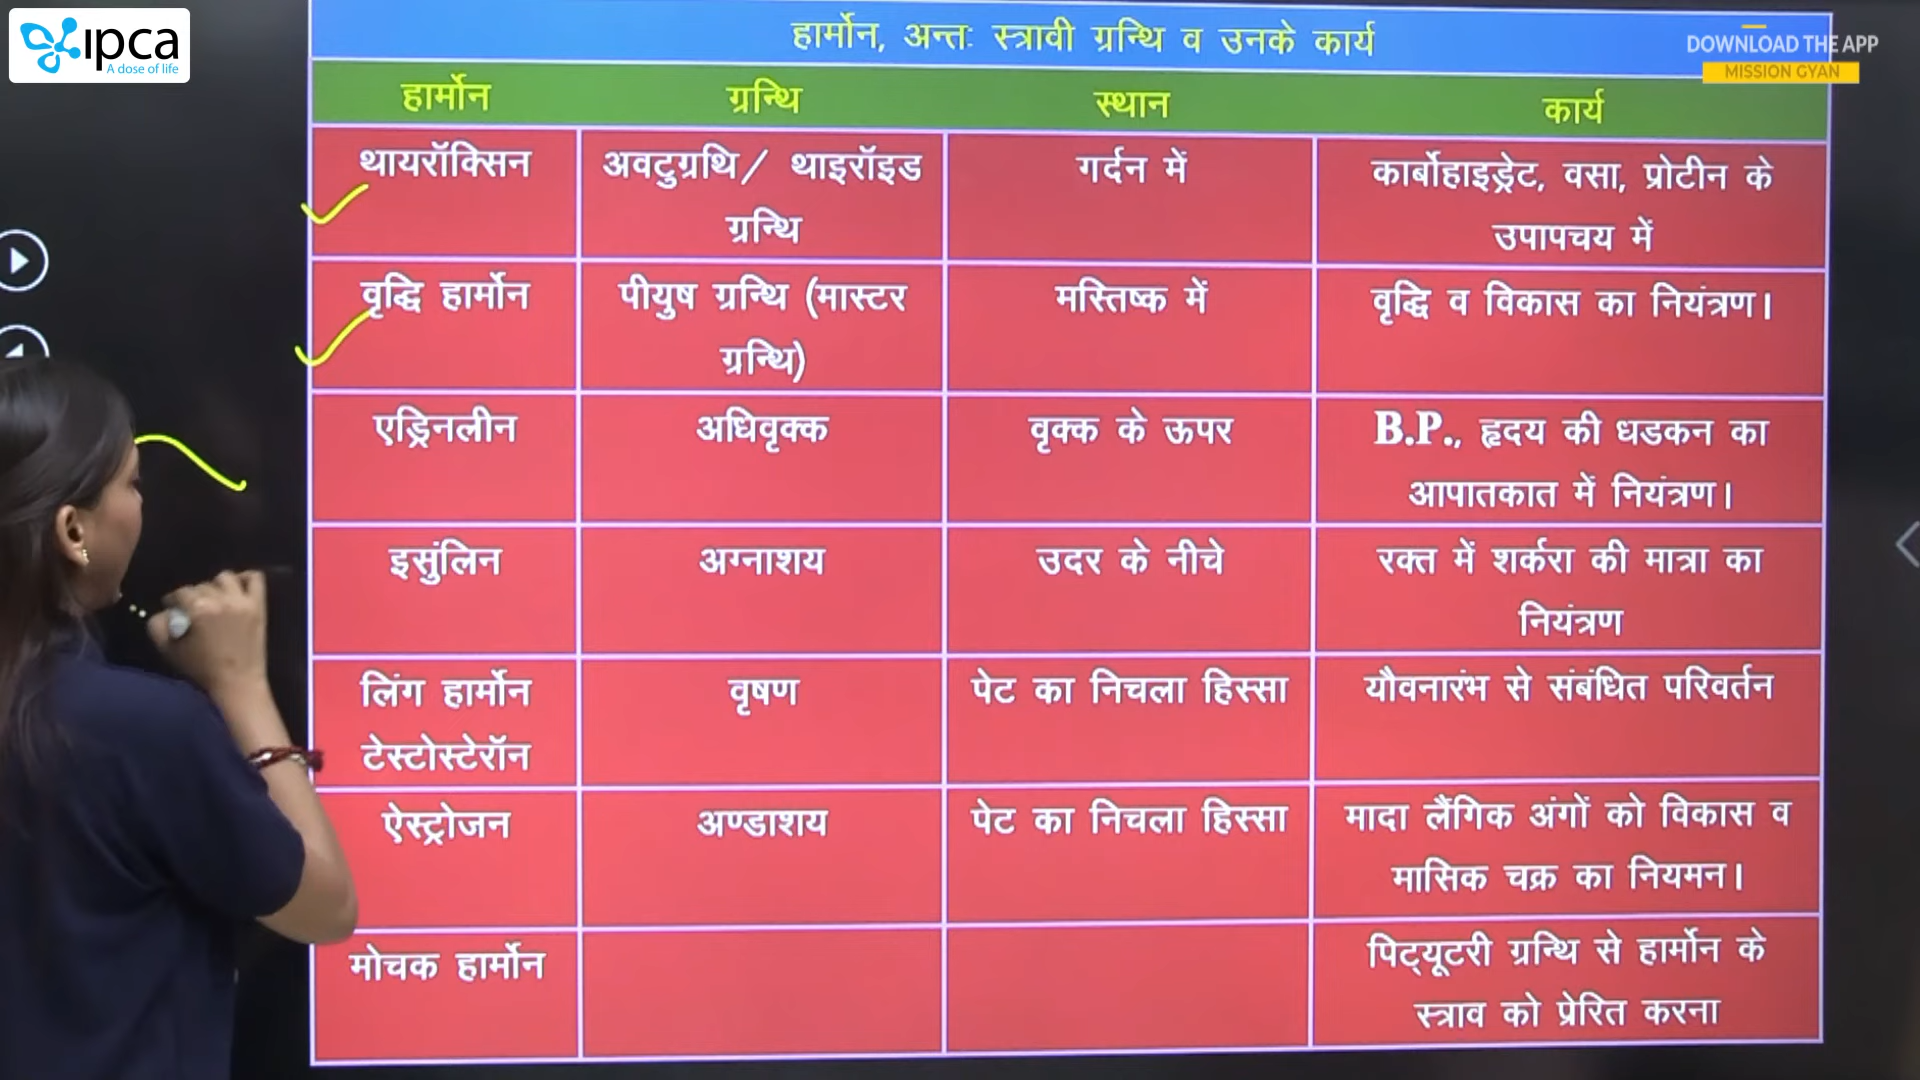 ipca
A dose of life
DOWNLOAD THE APP
MISSION GYAN
हार्मोन, अन्तः स्त्रावी ग्रन्थि व उनके कार्य
हार्मोन ग्रन्थि स्थान कार्य
थायरॉक्सिन अवटुग्रथि/ थाइरॉइड गर्दन में कार्बोहाइड्रेट, वसा, प्रोटीन के
ग्रन्थि उपापचय में
वृद्धि हार्मोन पीयुष ग्रन्थि (मास्टर मस्तिष्क में वृद्धि व विकास का नियंत्रण।
ग्रन्थि)
एड्रिनलीन अधिवृक्क वृक्क के ऊपर B.P., हृदय की धडकन का
आपातकात में नियंत्रण।
इसुंलिन अग्नाशय उदर के नीचे रक्त में शर्करा की मात्रा का
नियंत्रण
लिंग हार्मोन वृषण पेट का निचला हिस्सा यौवनारंभ से संबंधित परिवर्तन
टेस्टोस्टेरॉन
ऐस्ट्रोजन अण्डाशय पेट का निचला हिस्सा मादा लैंगिक अंगों को विकास व
मासिक चक्र का नियमन।
मोचक हार्मोन पिट्यूटरी ग्रन्थि से हार्मोन के
स्त्राव को प्रेरित करना